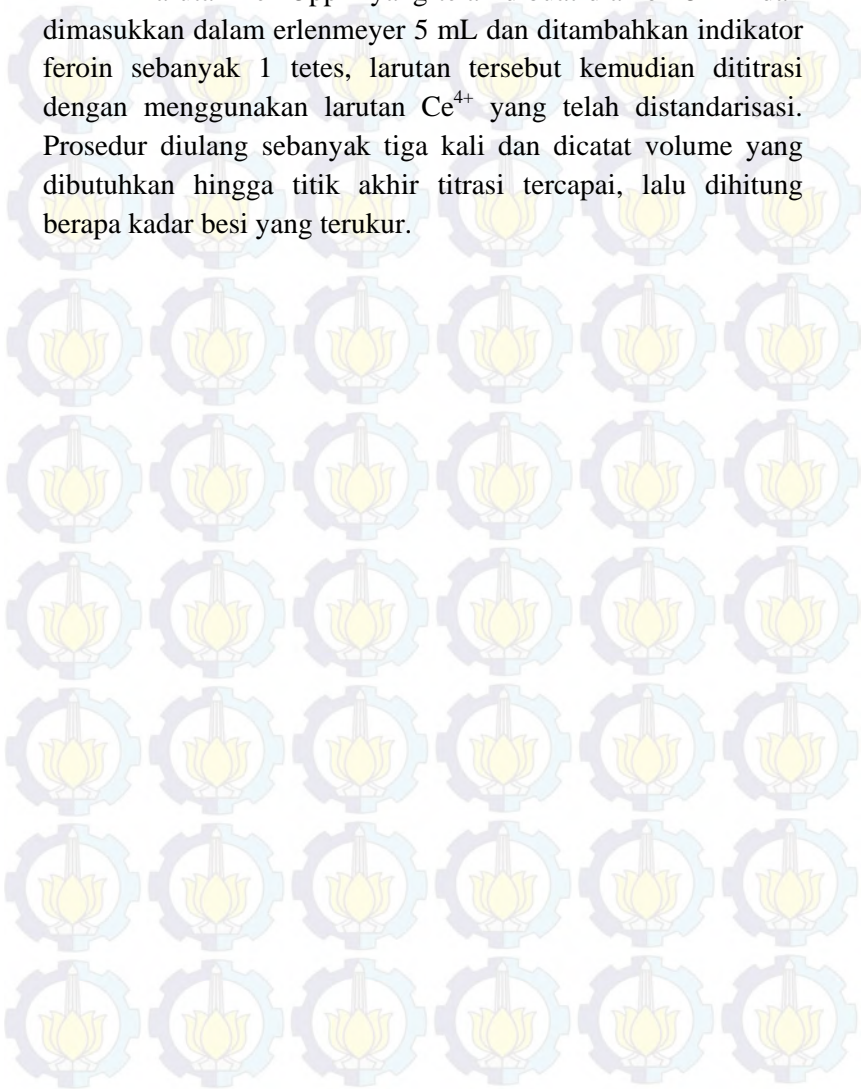 yang
dimasukkan dalam erlenmeyer 5 mL dan ditambahkan indikator
feroin sebanyak 1 tetes, larutan tersebut kemudian dititrasi
dengan menggunakan larutan Ce⁴⁺ yang telah distandarisasi.
Prosedur diulang sebanyak tiga kali dan dicatat volume yang
dibutuhkan hingga titik akhir titrasi tercapai, lalu dihitung
berapa kadar besi yang terukur.